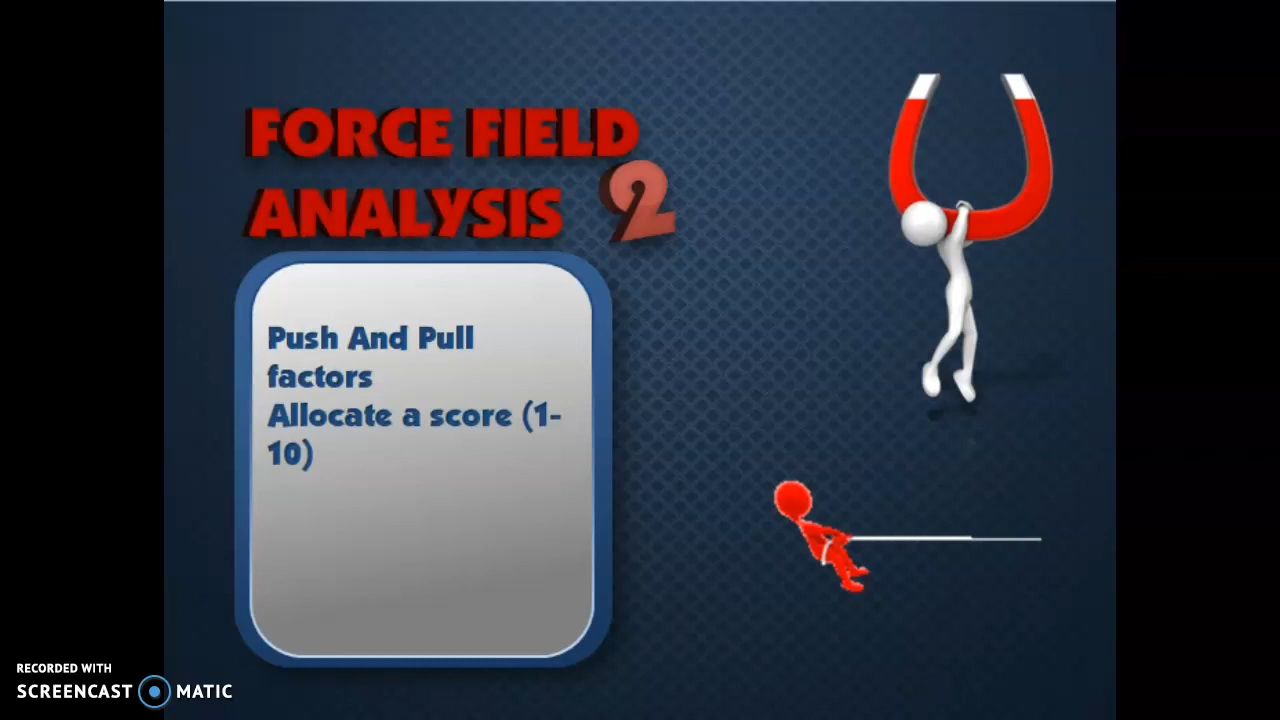 FORCE FIELD
ANALYSIS 2
Push And Pull
factors
Allocate a score (1-
10)
RECORDED WITH
SCREENCAST MATIC